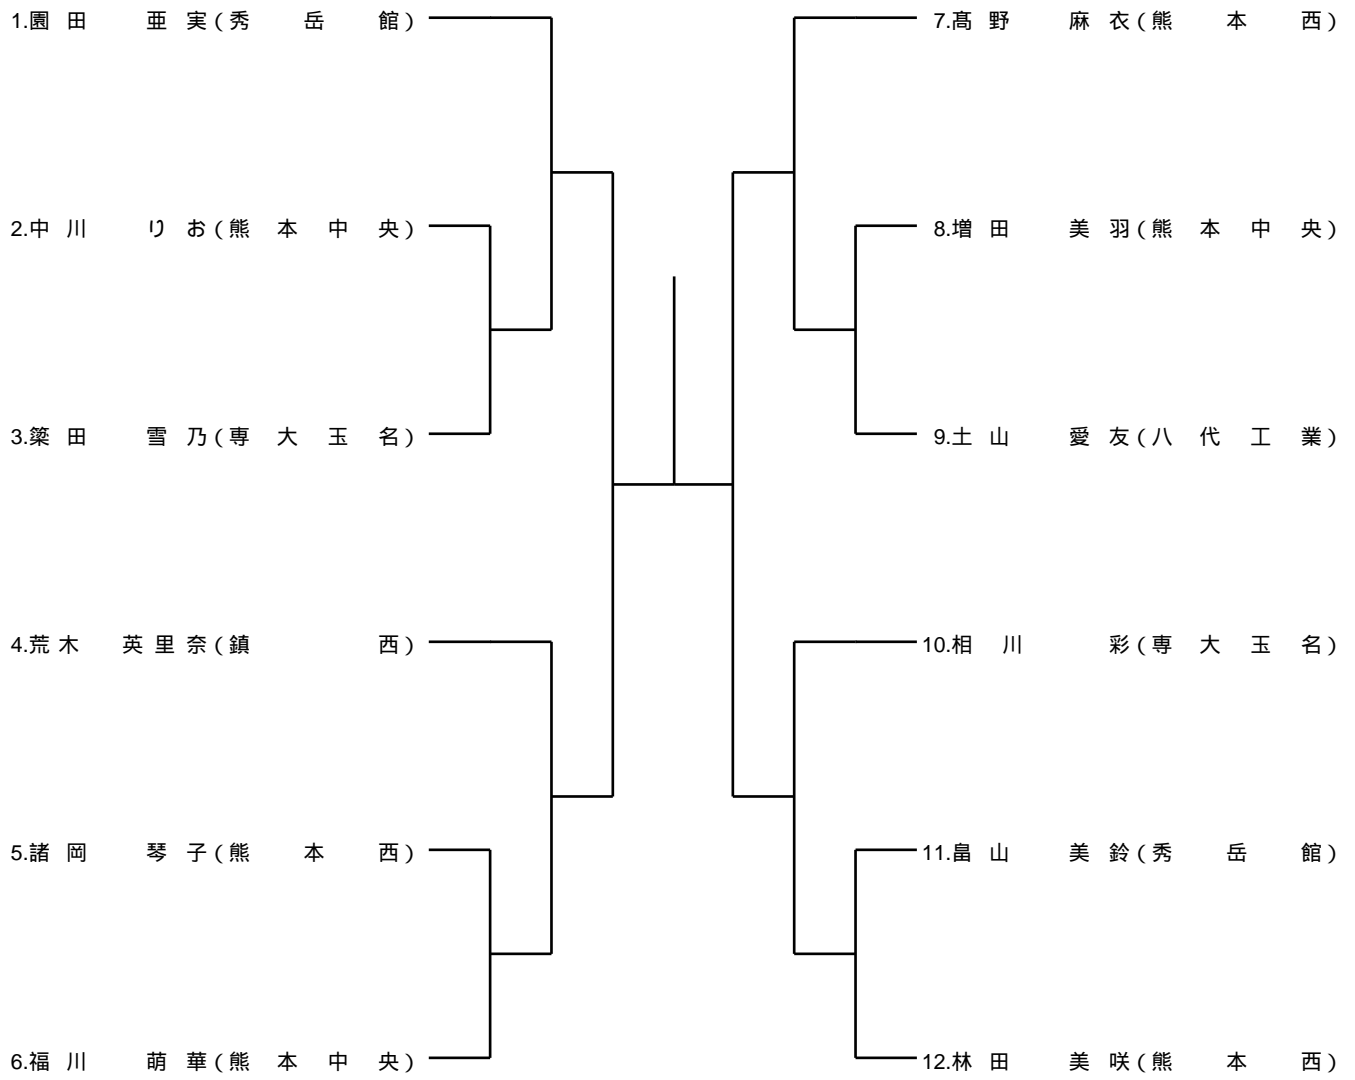 1.園田 亜実(秀岳館)
2.中川 りお(熊本中央)
3.簗田 雪乃(専大玉名)
4.荒木 英里奈(鎮西)
5.諸岡 琴子(熊本西)
6.福川 萌華(熊本中央)
7.髙野 麻衣(熊本西)
8.増田 美羽(熊本中央)
9.土山 愛友(八代工業)
10.相川 彩(専大玉名)
11.畠山 美鈴(秀岳館)
12.林田 美咲(熊本西)